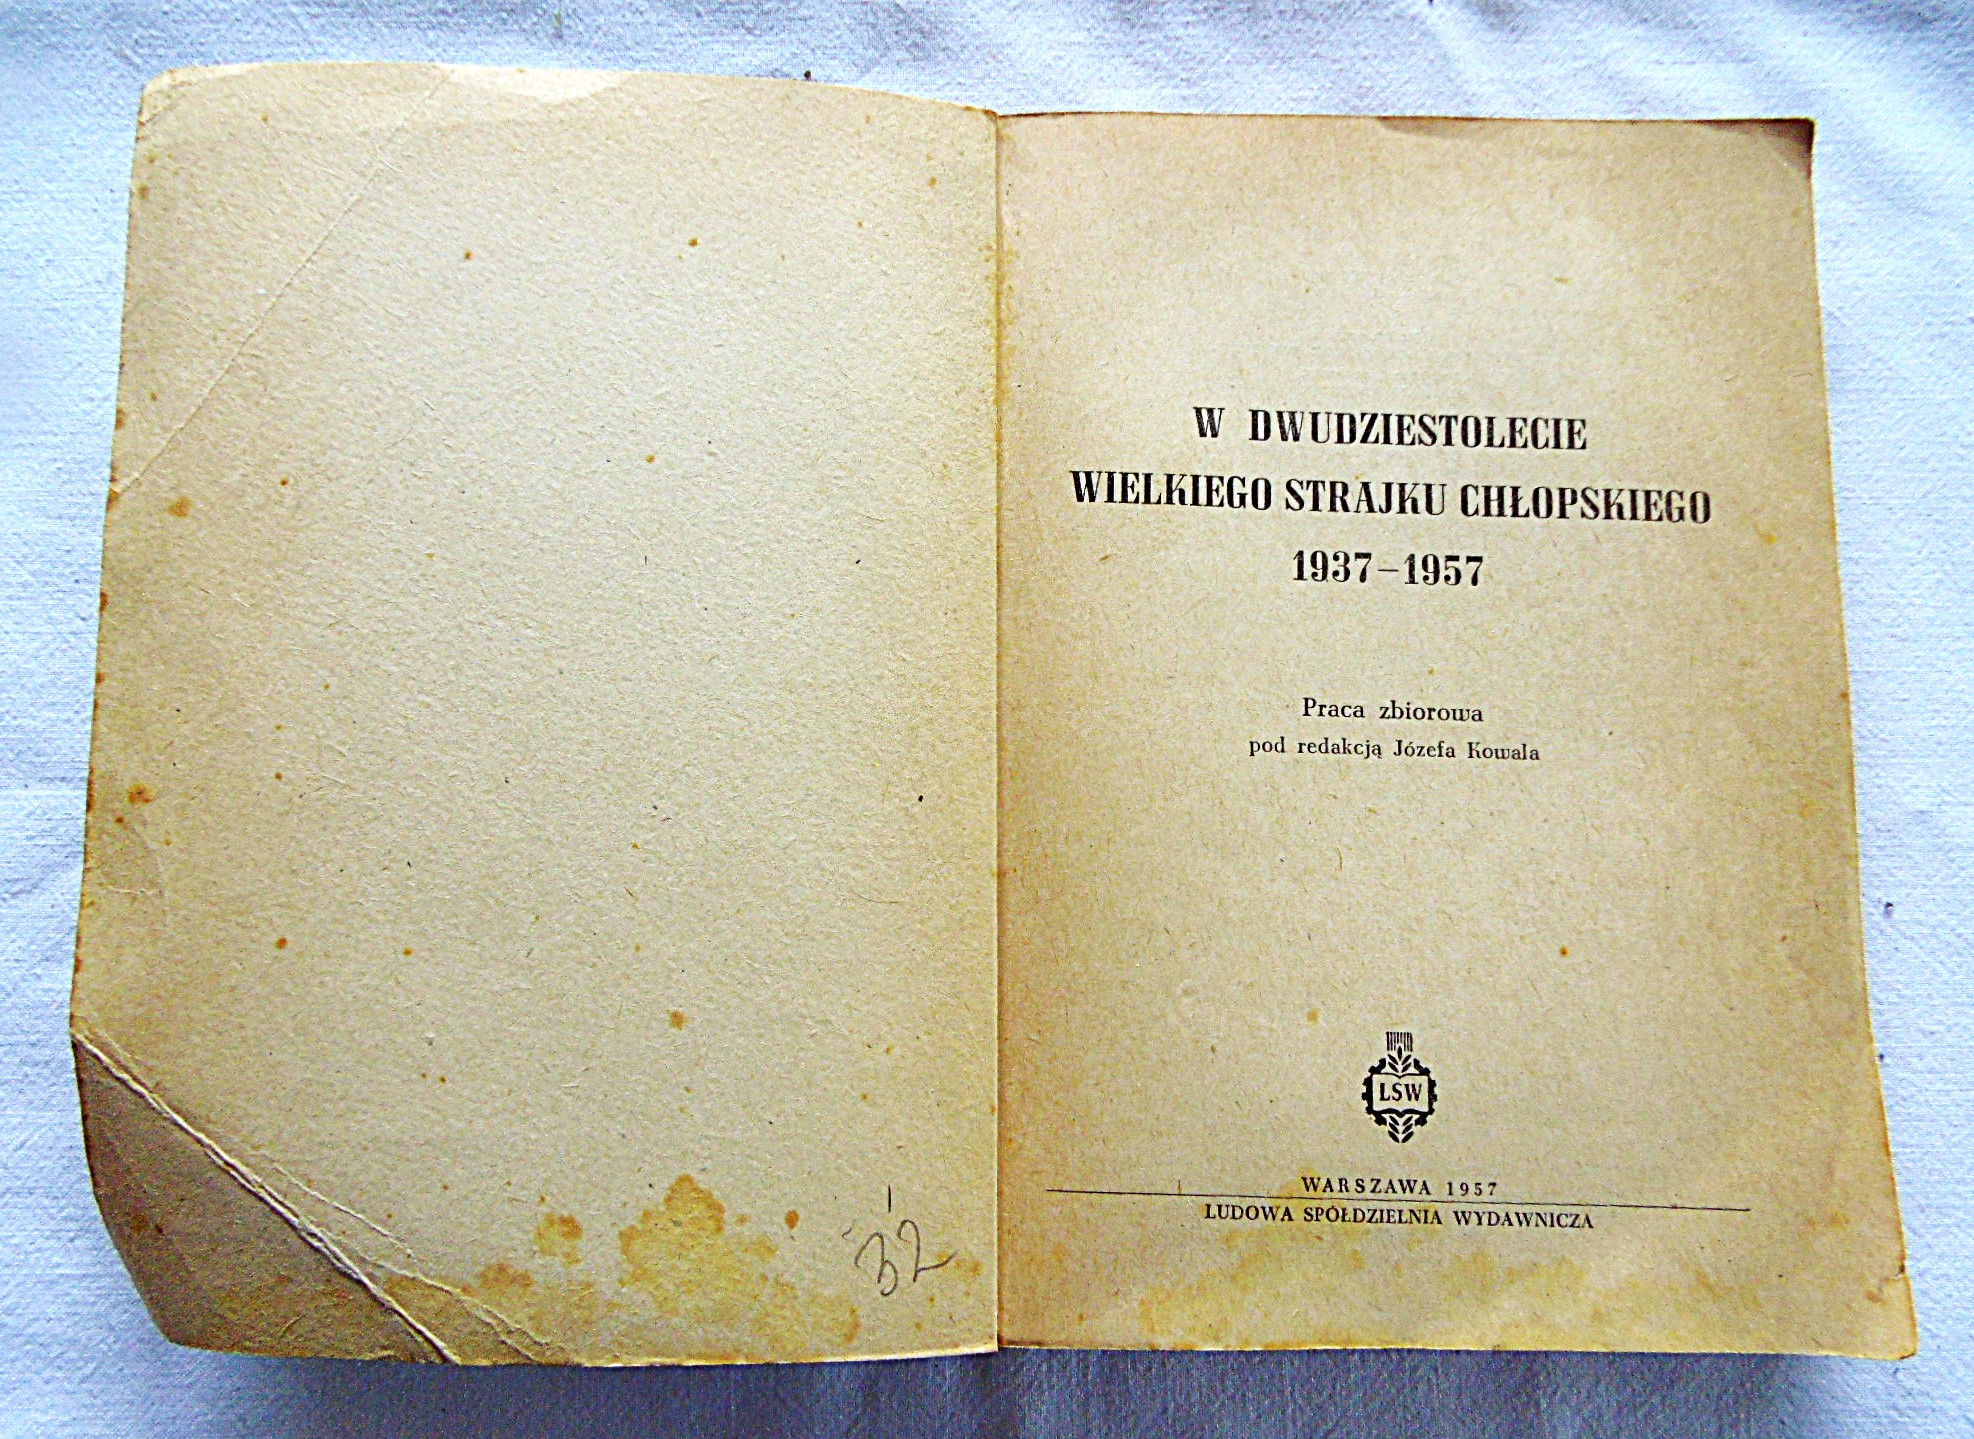 W DWUDZIESTOLECIE
WIELKIEGO STRAJKU CHŁOPSKIEGO
1937–1957
Praca zbiorowa
pod redakcją Józefa Kowala
LSW
WARSZAWA 1957
LUDOWA SPÓŁDZIELNIA WYDAWNICZA
32